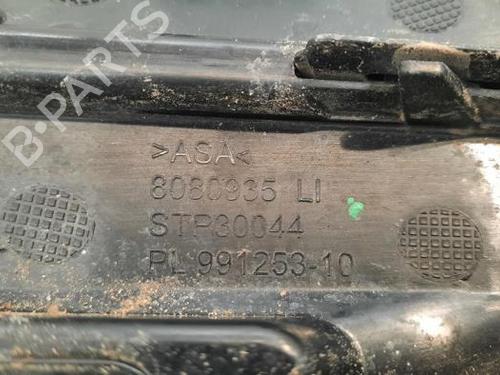 B-PARTS
>ASA<
8080935 LI
STP30044
PL 991253-10